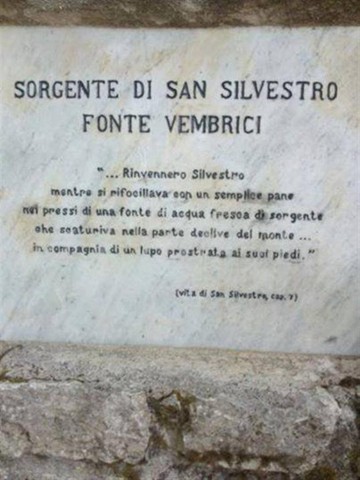 SORGENTE DI SAN SILVESTRO
FONTE VEMBRICI
"... Rinvennero Silvestro
mentre si rifocillava con un semplice pane
nei pressi di una fonte di acqua fresca di sorgente
che scaturiva nella parte declive del monte ...
in compagnia di un lupo prostrato ai suoi piedi."
(vita di San Silvestro, cap. 7)